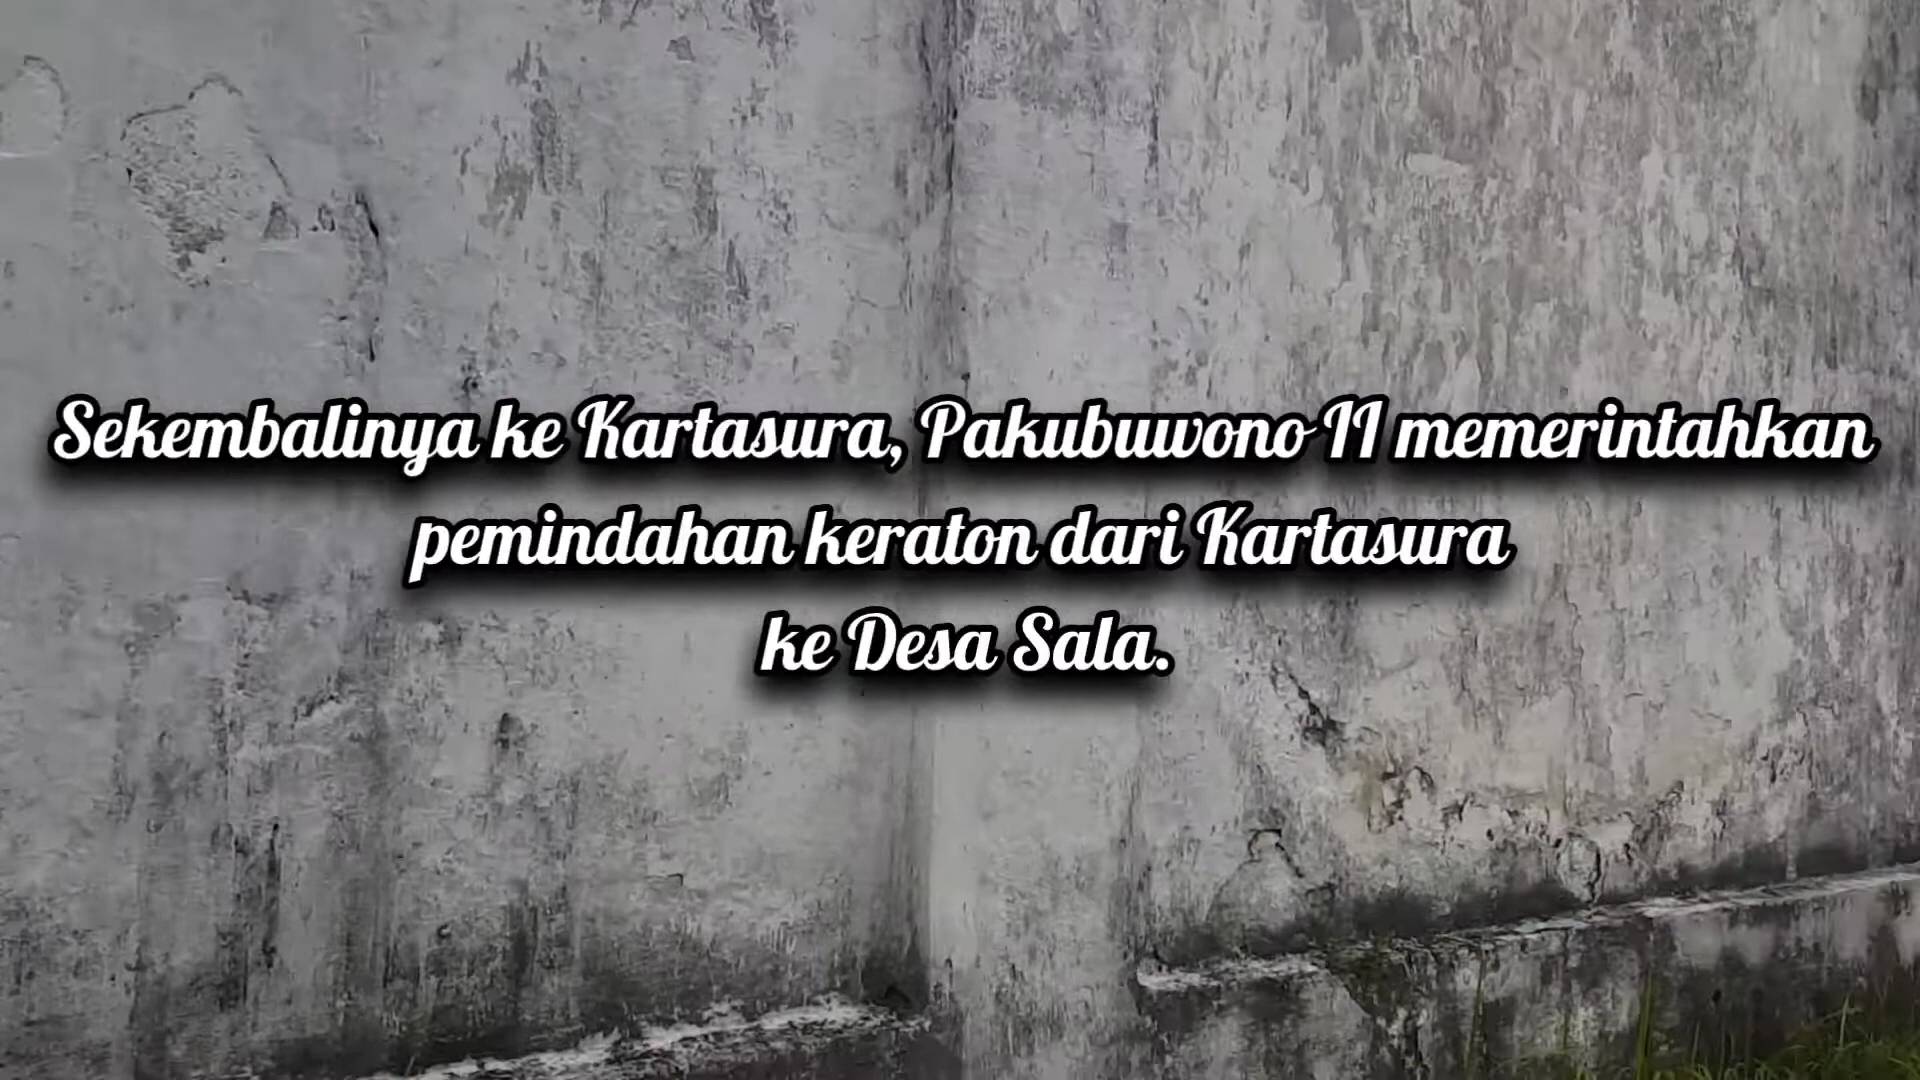 Sekembalinya ke Kartasura, Pakubuwono II memerintahkan
pemindahan keraton dari Kartasura
ke Desa Sala.